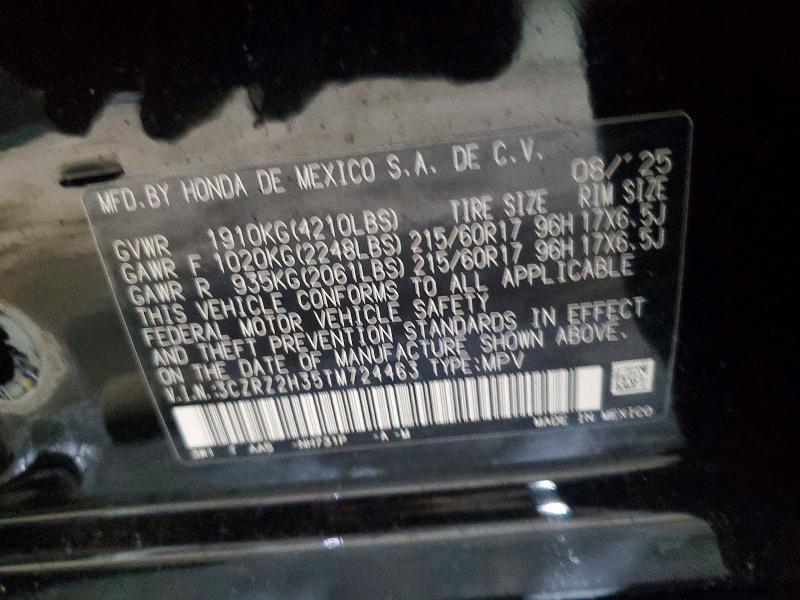 MFD.BY HONDA DE MEXICO S.A. DE C.V. 08/'25
TIRE SIZE RIM SIZE
GVWR 1910KG(4210LBS)
GAWR F 1020KG(2248LBS) 215/60R17 96H 17X6.5J
GAWR R 935KG(2061LBS) 215/60R17 96H 17X6.5J
THIS VEHICLE CONFORMS TO ALL APPLICABLE
FEDERAL MOTOR VEHICLE SAFETY
AND THEFT PREVENTION STANDARDS IN EFFECT
ON THE DATE OF MANUFACTURE SHOWN ABOVE.
V.I.N.:3CZRZ2H35TM724463 TYPE:MPV
AAS NH731P -A -M MADE IN MEXICO